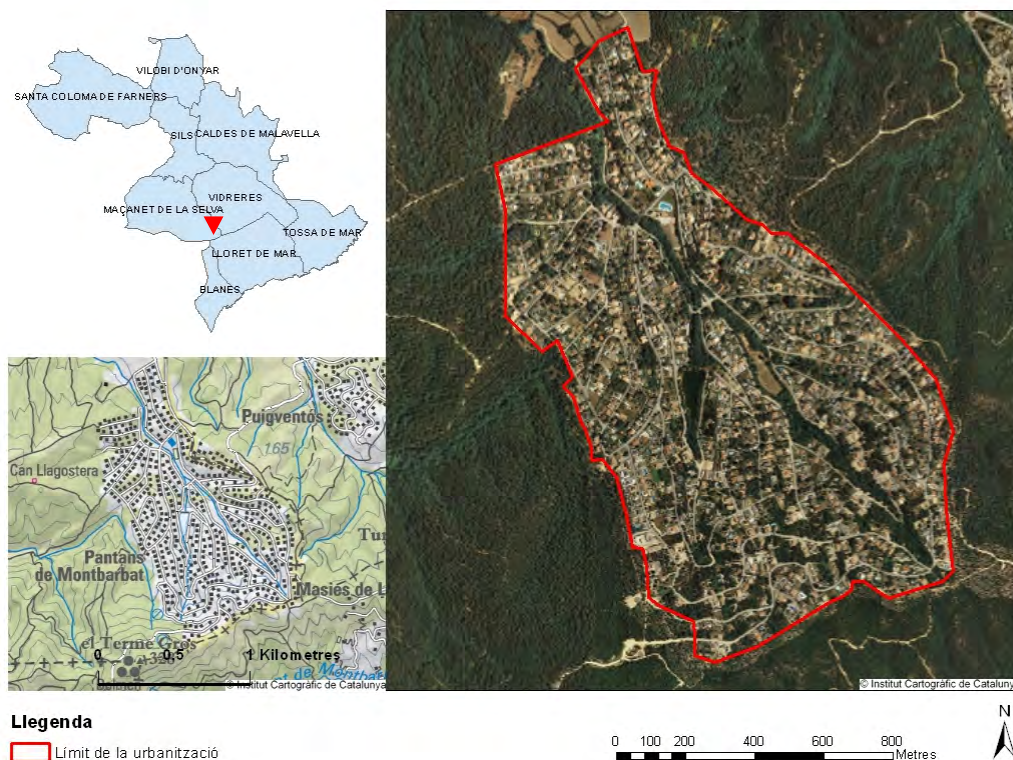 VILOBI D'ONYAR
SANTA COLOMA DE FARNERS
SILS
CALDES DE MALAVELLA
VIDRERES
MAÇANET DE LA SELVA
TOSSA DE MAR
LLORET DE MAR
BLANES
Puigventós
165
Can Llagostera
Pantans
de Montbarbat
Masies de L
el Terme Gros
0 0,5 1 Kilometres
© Institut Cartogràfic de Catalunya
© Institut Cartogràfic de Cataluny
Llegenda
Límit de la urbanització
0 100 200 400 600 800
Metres
N